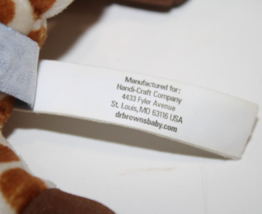 Manufactured for:
Handi-Craft Company
4433 Fyler Avenue
St. Louis, MO 63116 USA
drbrownsbaby.com